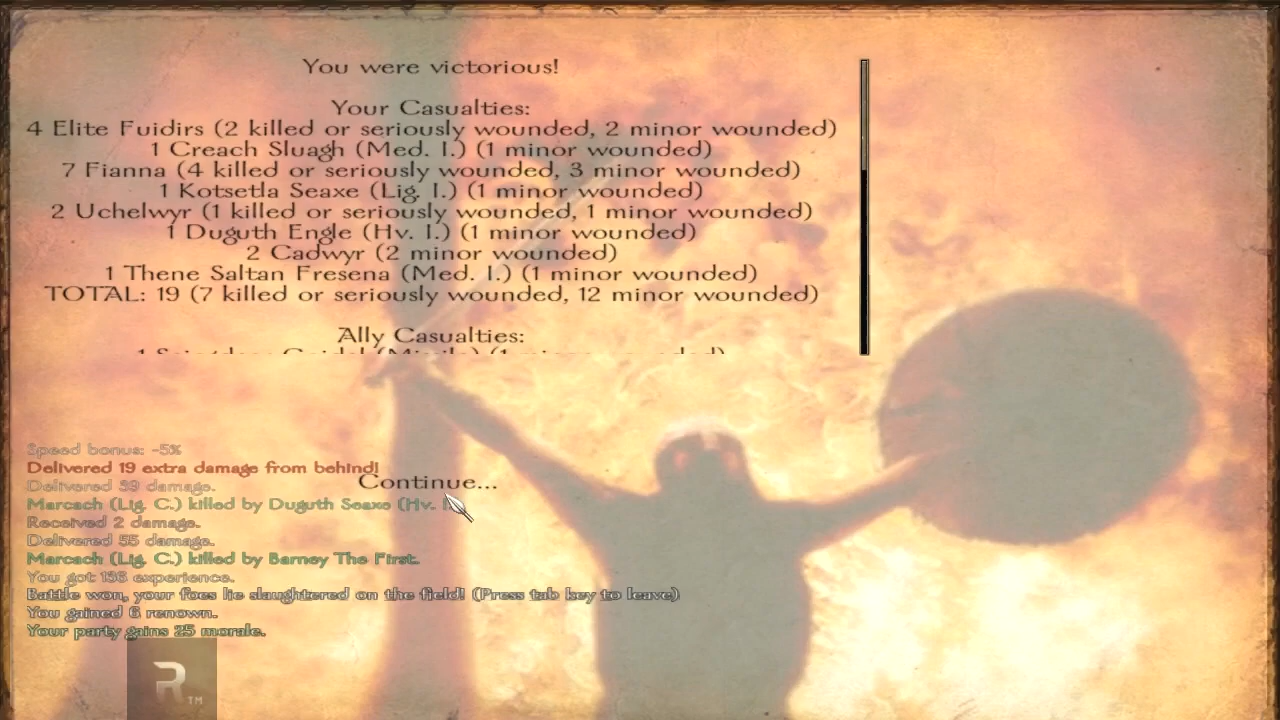 You were victorious!
Your Casualties:
4 Elite Fuidirs (2 killed or seriously wounded, 2 minor wounded)
1 Creach Sluagh (Med. I.) (1 minor wounded)
7 Fianna (4 killed or seriously wounded, 3 minor wounded)
1 Kotsetla Seaxe (Lig. I.) (1 minor wounded)
2 Uchelwyr (1 killed or seriously wounded, 1 minor wounded)
1 Duguth Engle (Hv. I.) (1 minor wounded)
2 Cadwyr (2 minor wounded)
1 Thene Saltan Fresena (Med. I.) (1 minor wounded)
TOTAL: 19 (7 killed or seriously wounded, 12 minor wounded)
Ally Casualties:
Speed bonus: -5%
Delivered 19 extra damage from behind!
Delivered 39 damage.
Continue...
Marcach (Lig. C.) killed by Duguth Seaxe (Hv.
Received 2 damage.
Delivered 55 damage.
Marcach (Lig. C.) killed by Barney The First.
You got 136 experience.
Battle won, your foes lie slaughtered on the field! (Press tab key to leave)
You gained 6 renown.
Your party gains 25 morale.
R™